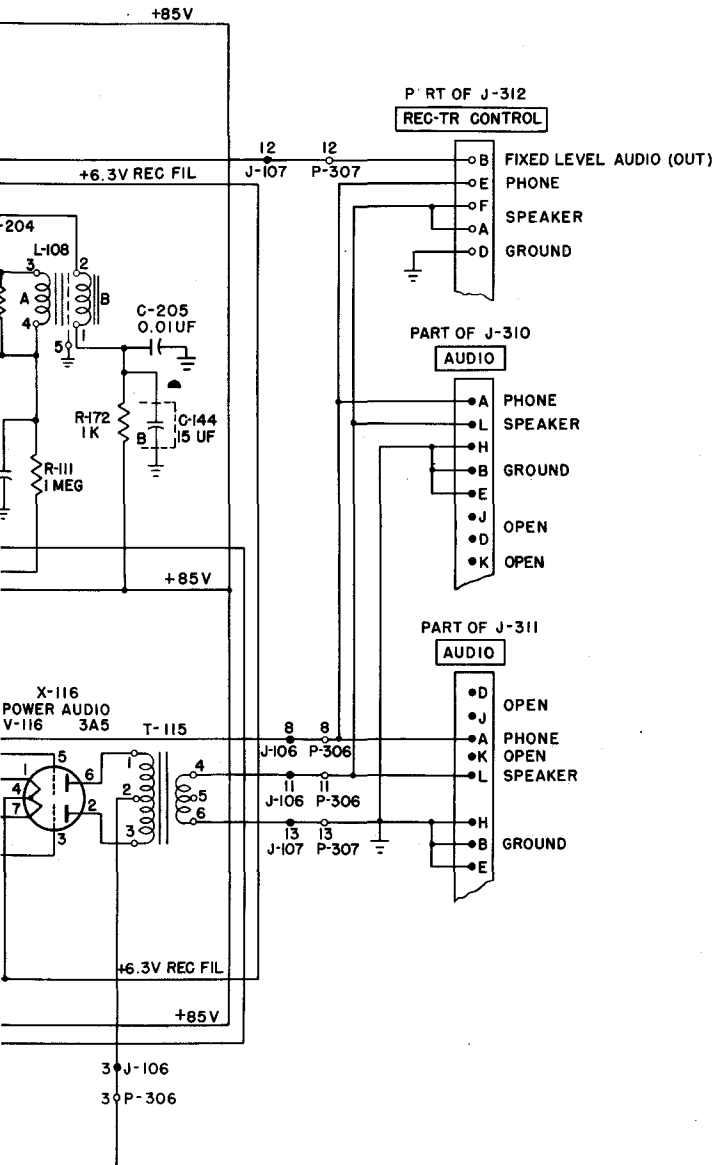 +85V
P RT OF J-312
REC-TR CONTROL
12
J-107
12
P-307
B FIXED LEVEL AUDIO (OUT)
E PHONE
F
SPEAKER
A
D GROUND
+6.3V REC FIL
-204
L-108
3 2
A B
4 1
5
C-205
0.01UF
R-172
1K
B
C-144
15 UF
R-111
1 MEG
PART OF J-310
AUDIO
A PHONE
L SPEAKER
H
B GROUND
E
J
OPEN
D
K OPEN
+85V
PART OF J-311
AUDIO
D
OPEN
J
A PHONE
K OPEN
L SPEAKER
H
B GROUND
E
X-116
POWER AUDIO
V-116 3A5
T-115
5
1
4
7
6
2
3
1
2
3
4
5
6
8 8
J-106 P-306
11 11
J-106 P-306
13 13
J-107 P-307
+6.3V REC FIL
+85V
3 J-106
3 P-306